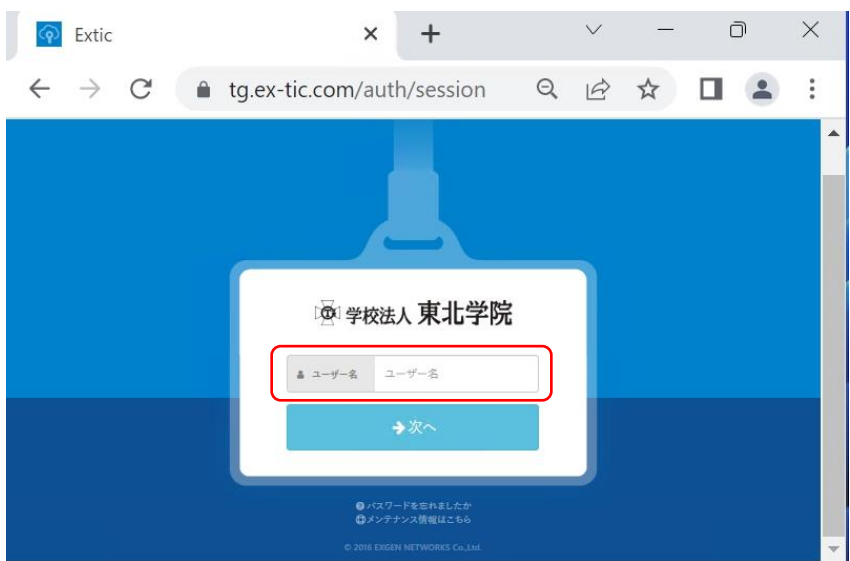 Extic
tg.ex-tic.com/auth/session
学校法人 東北学院
ユーザー名 ユーザー名
次へ
パスワードを忘れましたか
メンテナンス情報はこちら
© 2016 EXGEN NETWORKS Co.,Ltd.